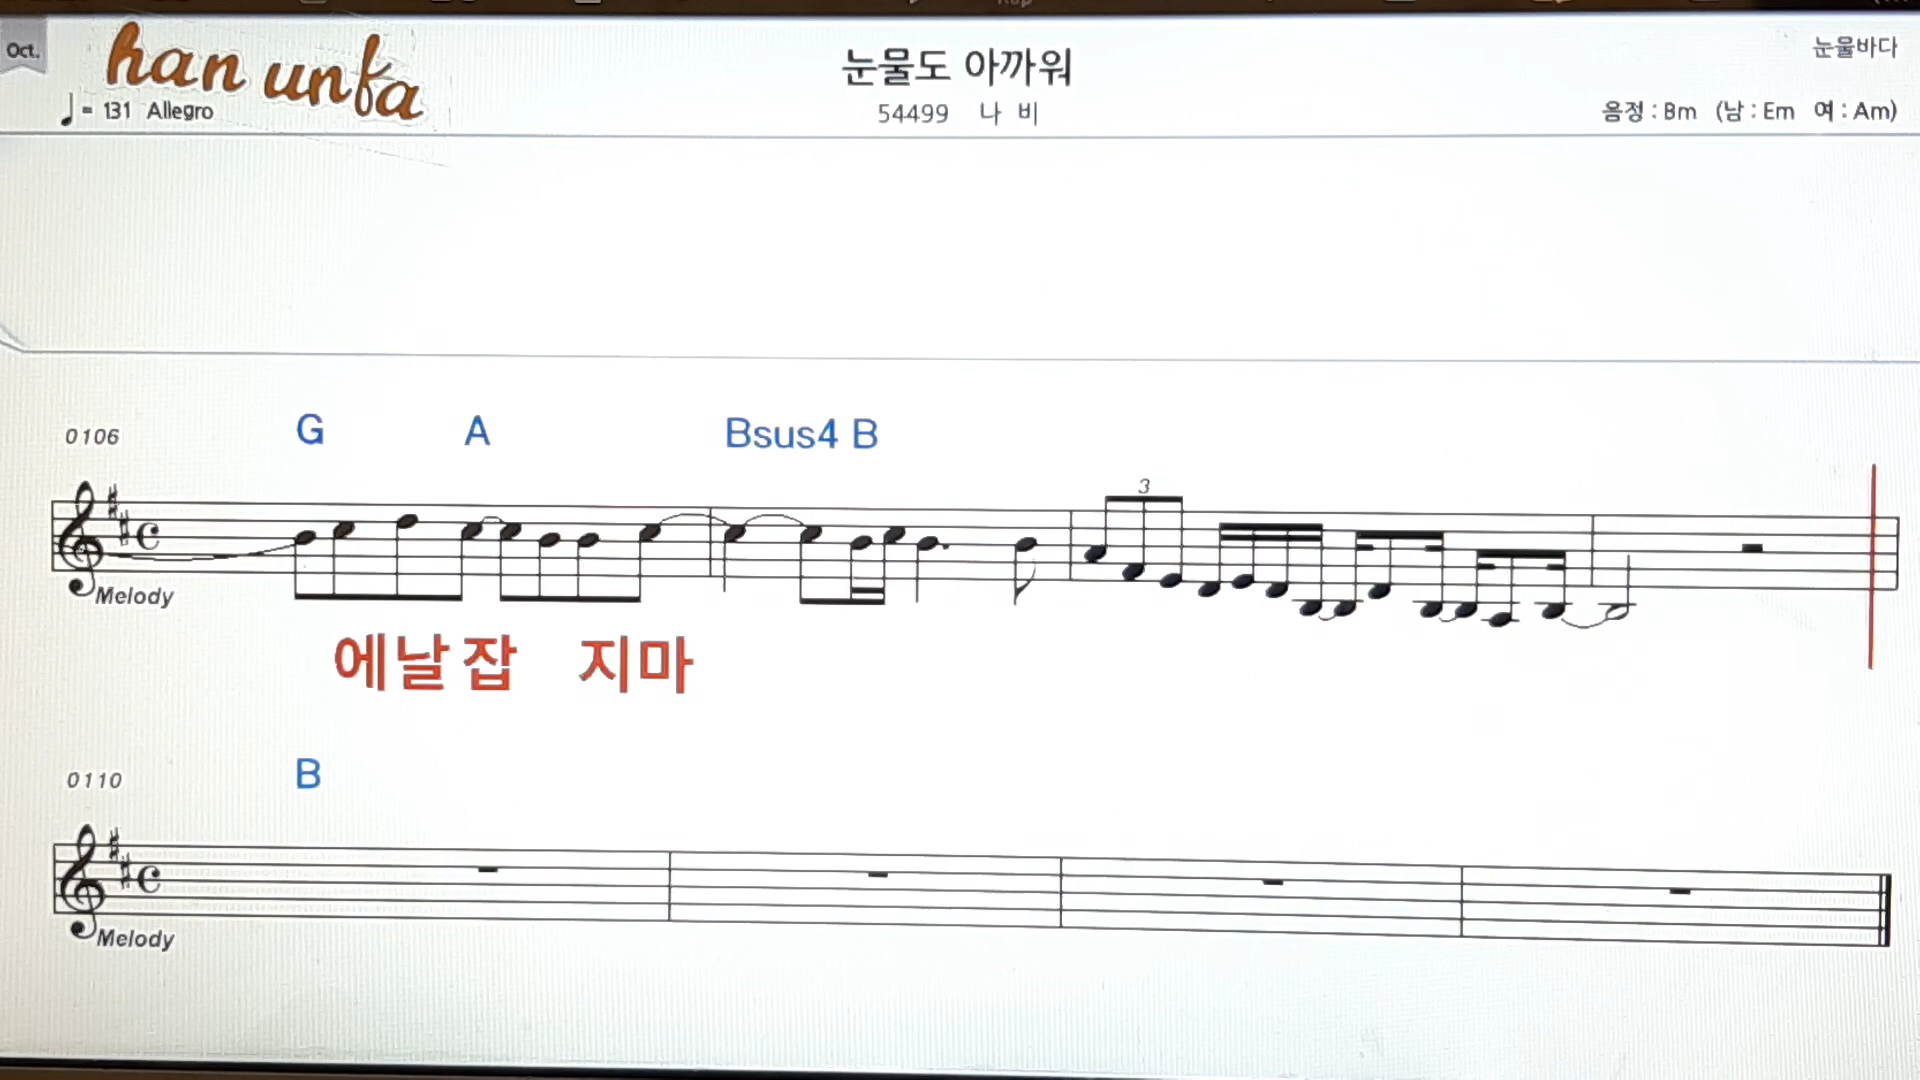 Oct.
han unfa
눈물도 아까워
눈물바다
♩= 131 Allegro
54499 나 비
음정 : Bm (남 : Em 여 : Am)
0106
G A Bsus4 B
3
Melody
에날잡 지마
0110
B
Melody